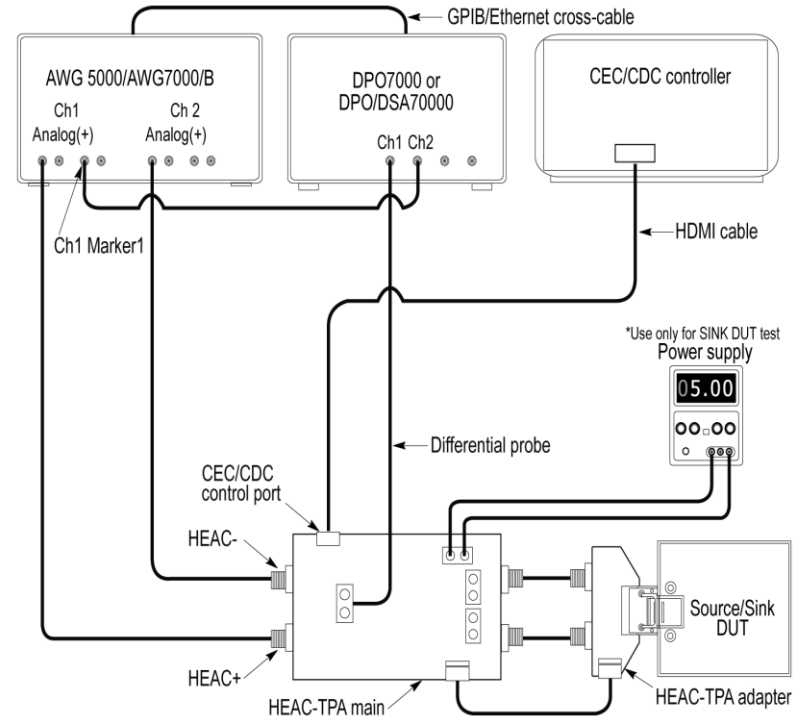 GPIB/Ethernet cross-cable
AWG 5000/AWG7000/B
Ch1
Analog(+)
Ch 2
Analog(+)
DPO7000 or
DPO/DSA70000
Ch1 Ch2
CEC/CDC controller
Ch1 Marker1
HDMI cable
*Use only for SINK DUT test
Power supply
05.00
Differential probe
CEC/CDC
control port
HEAC-
HEAC+
Source/Sink
DUT
HEAC-TPA main
HEAC-TPA adapter